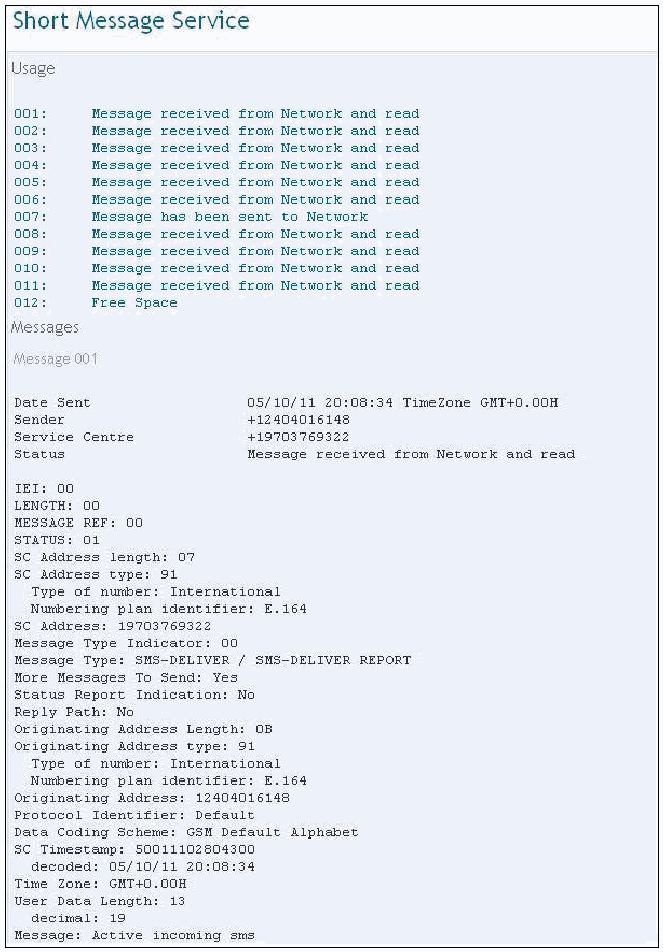 Short Message Service
Usage
001: Message received from Network and read
002: Message received from Network and read
003: Message received from Network and read
004: Message received from Network and read
005: Message received from Network and read
006: Message received from Network and read
007: Message has been sent to Network
008: Message received from Network and read
009: Message received from Network and read
010: Message received from Network and read
011: Message received from Network and read
012: Free Space
Messages
Message 001
Date Sent 05/10/11 20:08:34 TimeZone GMT+0.00H
Sender +12404016148
Service Centre +19703769322
Status Message received from Network and read
IEI: 00
LENGTH: 00
MESSAGE REF: 00
STATUS: 01
SC Address length: 07
SC Address type: 91
Type of number: International
Numbering plan identifier: E.164
SC Address: 19703769322
Message Type Indicator: 00
Message Type: SMS-DELIVER / SMS-DELIVER REPORT
More Messages To Send: Yes
Status Report Indication: No
Reply Path: No
Originating Address Length: 0B
Originating Address type: 91
Type of number: International
Numbering plan identifier: E.164
Originating Address: 12404016148
Protocol Identifier: Default
Data Coding Scheme: GSM Default Alphabet
SC Timestamp: 50011102804300
decoded: 05/10/11 20:08:34
Time Zone: GMT+0.00H
User Data Length: 13
decimal: 19
Message: Active incoming sms